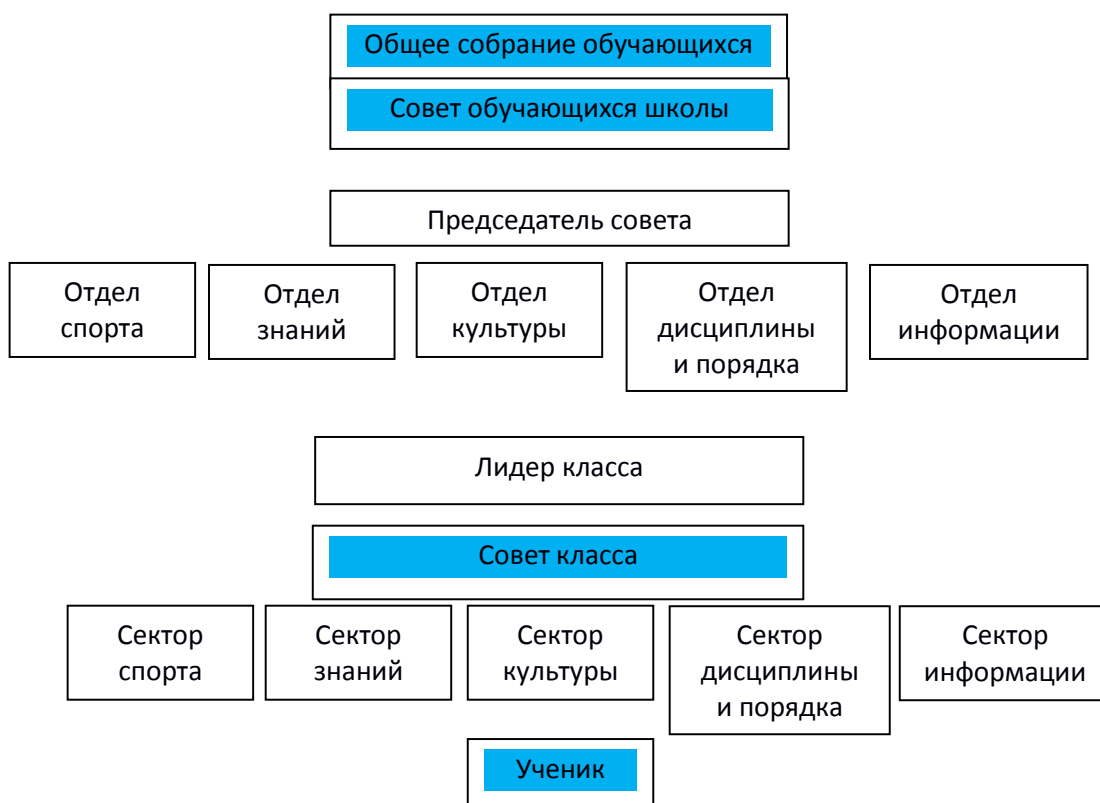 Общее собрание обучающихся
Совет обучающихся школы
Председатель совета
Отдел
спорта
Отдел
знаний
Отдел
культуры
Отдел
дисциплины
и порядка
Отдел
информации
Лидер класса
Совет класса
Сектор
спорта
Сектор
знаний
Сектор
культуры
Сектор
дисциплины
и порядка
Сектор
информации
Ученик